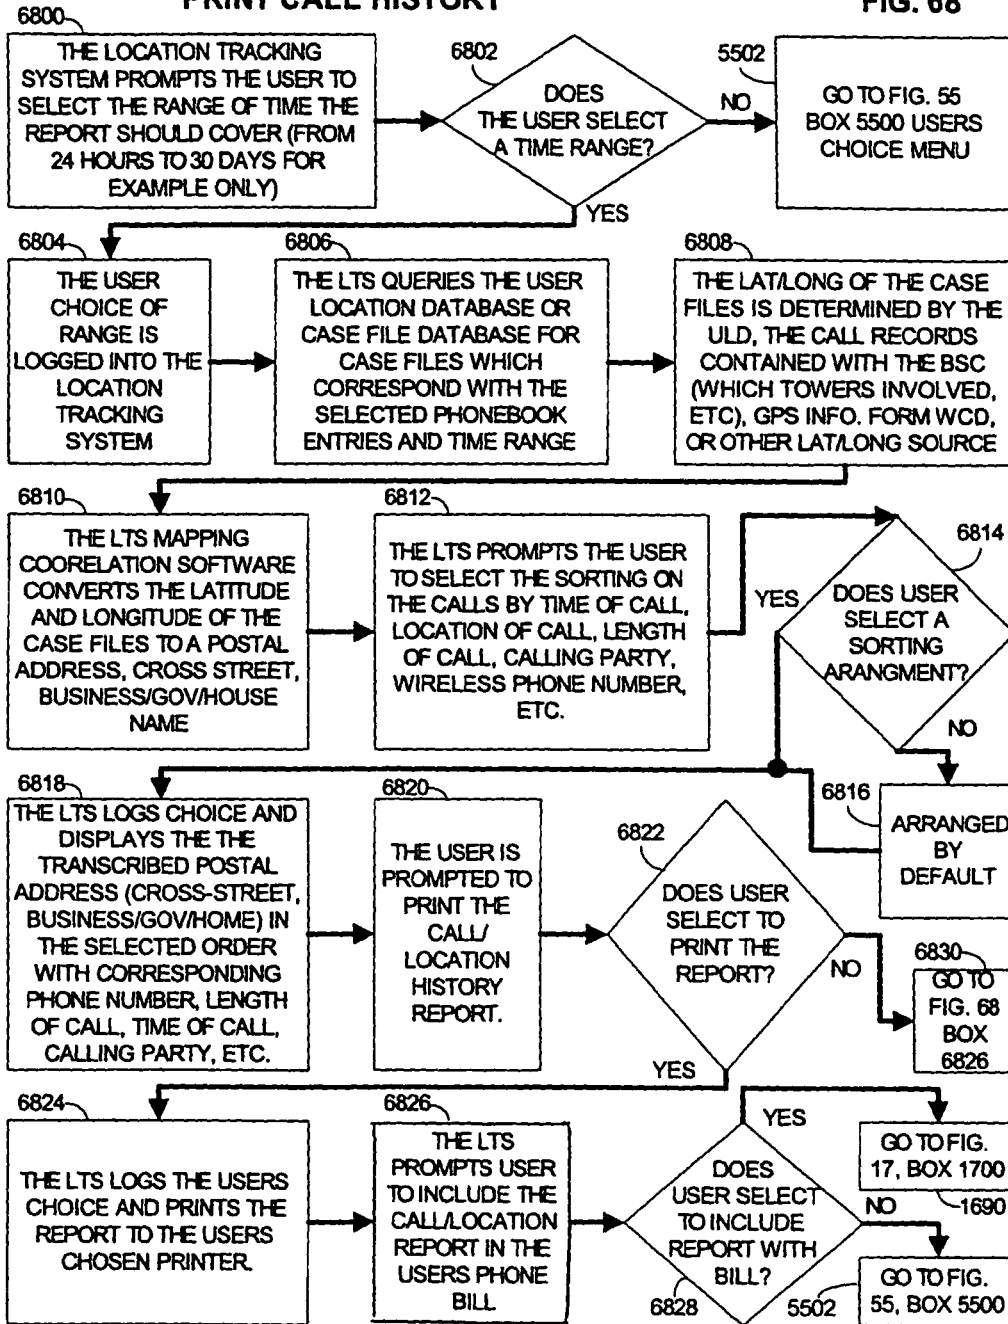 PRINT CALL HISTORY
FIG. 68
6800
THE LOCATION TRACKING
SYSTEM PROMPTS THE USER TO
SELECT THE RANGE OF TIME THE
REPORT SHOULD COVER (FROM
24 HOURS TO 30 DAYS FOR
EXAMPLE ONLY)
6802
DOES
THE USER SELECT
A TIME RANGE?
NO
YES
5502
GO TO FIG. 55
BOX 5500 USERS
CHOICE MENU
6804
THE USER
CHOICE OF
RANGE IS
LOGGED INTO THE
LOCATION
TRACKING
SYSTEM
6806
THE LTS QUERIES THE USER
LOCATION DATABASE OR
CASE FILE DATABASE FOR
CASE FILES WHICH
CORRESPOND WITH THE
SELECTED PHONEBOOK
ENTRIES AND TIME RANGE
6808
THE LAT/LONG OF THE CASE
FILES IS DETERMINED BY THE
ULD, THE CALL RECORDS
CONTAINED WITH THE BSC
(WHICH TOWERS INVOLVED,
ETC), GPS INFO. FORM WCD,
OR OTHER LAT/LONG SOURCE
6810
THE LTS MAPPING
COORELATION SOFTWARE
CONVERTS THE LATITUDE
AND LONGITUDE OF THE
CASE FILES TO A POSTAL
ADDRESS, CROSS STREET,
BUSINESS/GOV/HOUSE
NAME
6812
THE LTS PROMPTS THE USER
TO SELECT THE SORTING ON
THE CALLS BY TIME OF CALL,
LOCATION OF CALL, LENGTH
OF CALL, CALLING PARTY,
WIRELESS PHONE NUMBER,
ETC.
6814
YES
DOES USER
SELECT A
SORTING
ARANGMENT?
NO
6816
ARRANGED
BY
DEFAULT
6818
THE LTS LOGS CHOICE AND
DISPLAYS THE THE
TRANSCRIBED POSTAL
ADDRESS (CROSS-STREET,
BUSINESS/GOV/HOME) IN
THE SELECTED ORDER
WITH CORRESPONDING
PHONE NUMBER, LENGTH
OF CALL, TIME OF CALL,
CALLING PARTY, ETC.
6820
THE USER IS
PROMPTED TO
PRINT THE
CALL/
LOCATION
HISTORY
REPORT.
6822
DOES USER
SELECT TO
PRINT THE
REPORT?
NO
YES
6830
GO TO
FIG. 68
BOX
6826
6824
THE LTS LOGS THE USERS
CHOICE AND PRINTS THE
REPORT TO THE USERS
CHOSEN PRINTER.
6826
THE LTS
PROMPTS USER
TO INCLUDE THE
CALL/LOCATION
REPORT IN THE
USERS PHONE
BILL
YES
DOES
USER SELECT
TO INCLUDE
REPORT WITH
BILL?
6828
NO
GO TO FIG.
17, BOX 1700
1690
5502
GO TO FIG.
55, BOX 5500